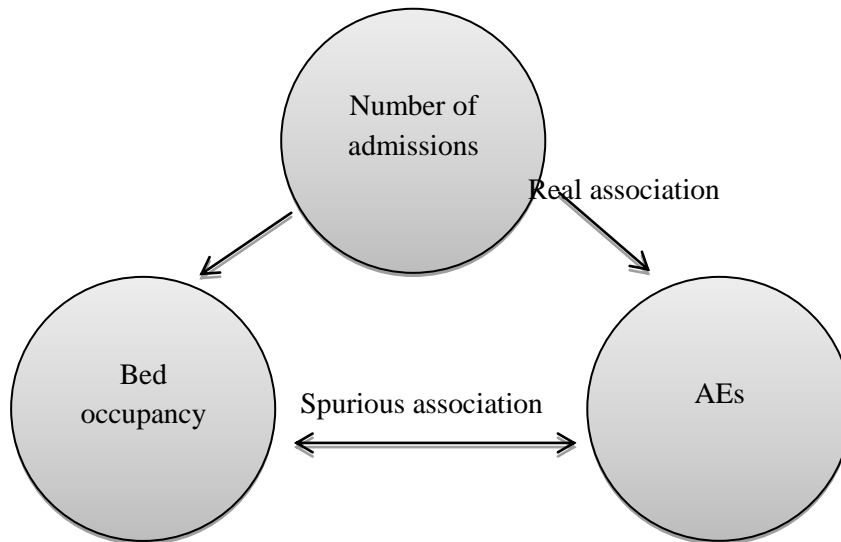 Number of
admissions
Real association
Bed
occupancy
Spurious association
AEs